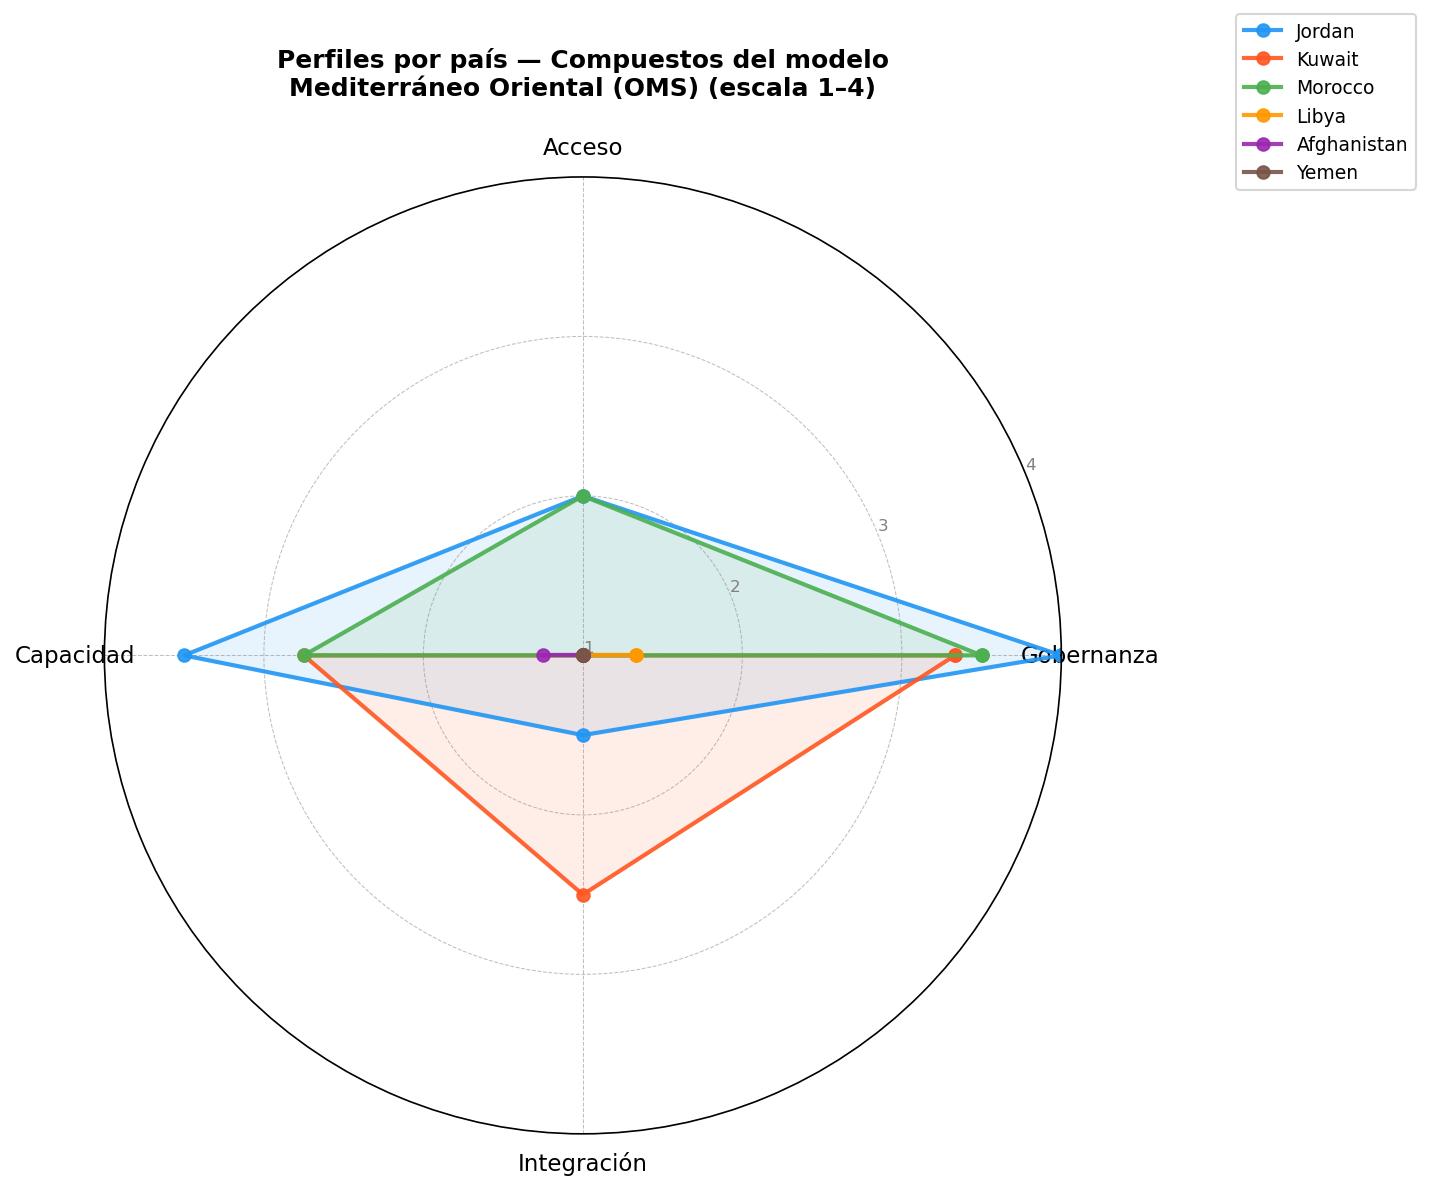 Perfiles por país — Compuestos del modelo
Mediterráneo Oriental (OMS) (escala 1–4)
Jordan
Kuwait
Morocco
Libya
Afghanistan
Yemen
Acceso
4
3
2
1
Capacidad
Gobernanza
Integración